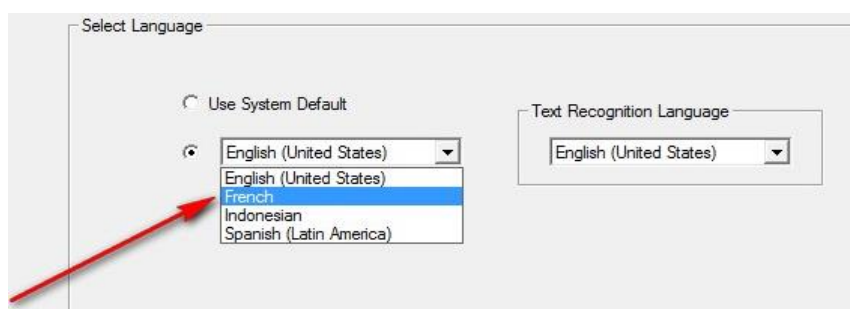 Select Language
Use System Default
Text Recognition Language
English (United States)
English (United States)
English (United States)
French
Indonesian
Spanish (Latin America)